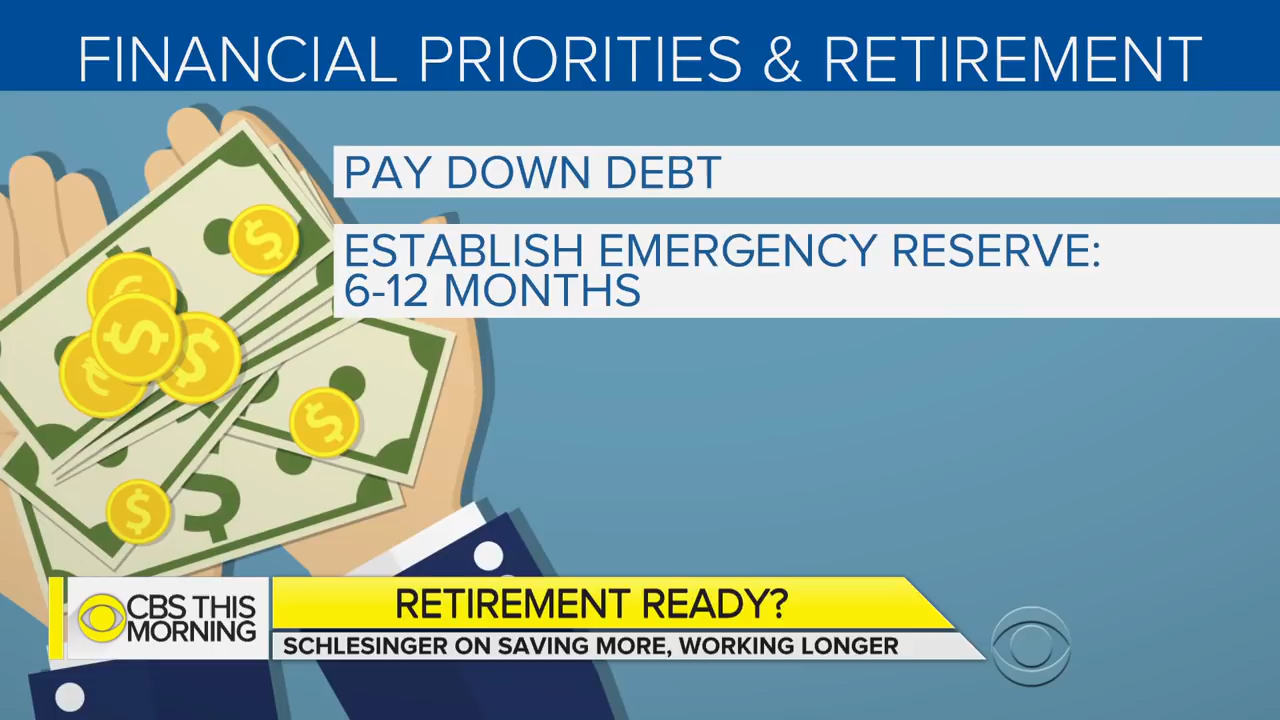 FINANCIAL PRIORITIES & RETIREMENT
PAY DOWN DEBT
ESTABLISH EMERGENCY RESERVE:
6-12 MONTHS
CBS THIS
MORNING
RETIREMENT READY?
SCHLESINGER ON SAVING MORE, WORKING LONGER